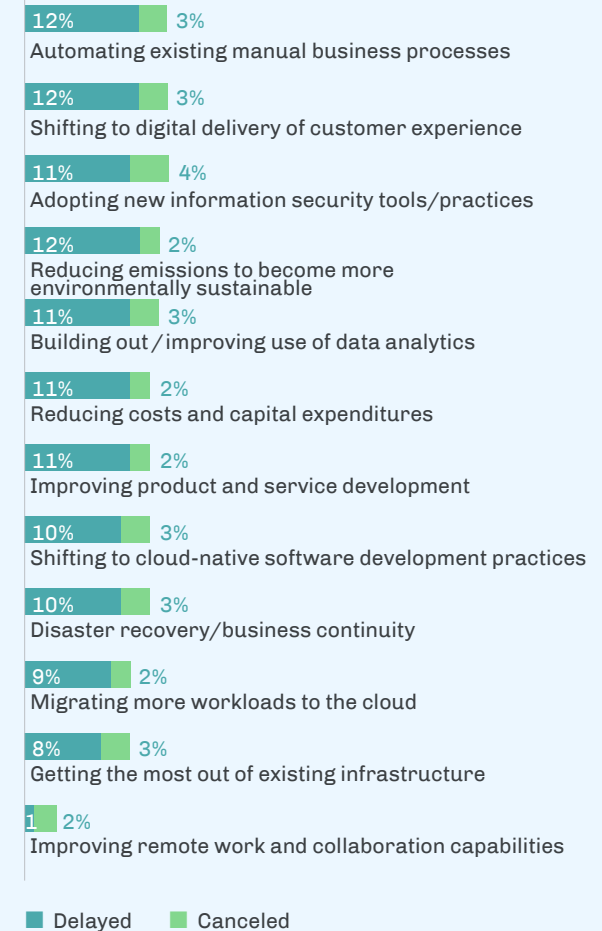 12% 3%
Automating existing manual business processes
12% 3%
Shifting to digital delivery of customer experience
11% 4%
Adopting new information security tools/practices
12% 2%
Reducing emissions to become more
environmentally sustainable
11% 3%
Building out/improving use of data analytics
11% 2%
Reducing costs and capital expenditures
11% 2%
Improving product and service development
10% 3%
Shifting to cloud-native software development practices
10% 3%
Disaster recovery/business continuity
9% 2%
Migrating more workloads to the cloud
8% 3%
Getting the most out of existing infrastructure
1 2%
Improving remote work and collaboration capabilities
Delayed Canceled